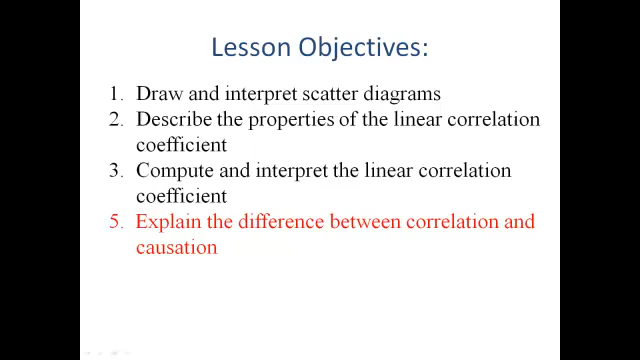 Lesson Objectives:
1. Draw and interpret scatter diagrams
2. Describe the properties of the linear correlation
coefficient
3. Compute and interpret the linear correlation
coefficient
5. Explain the difference between correlation and
causation